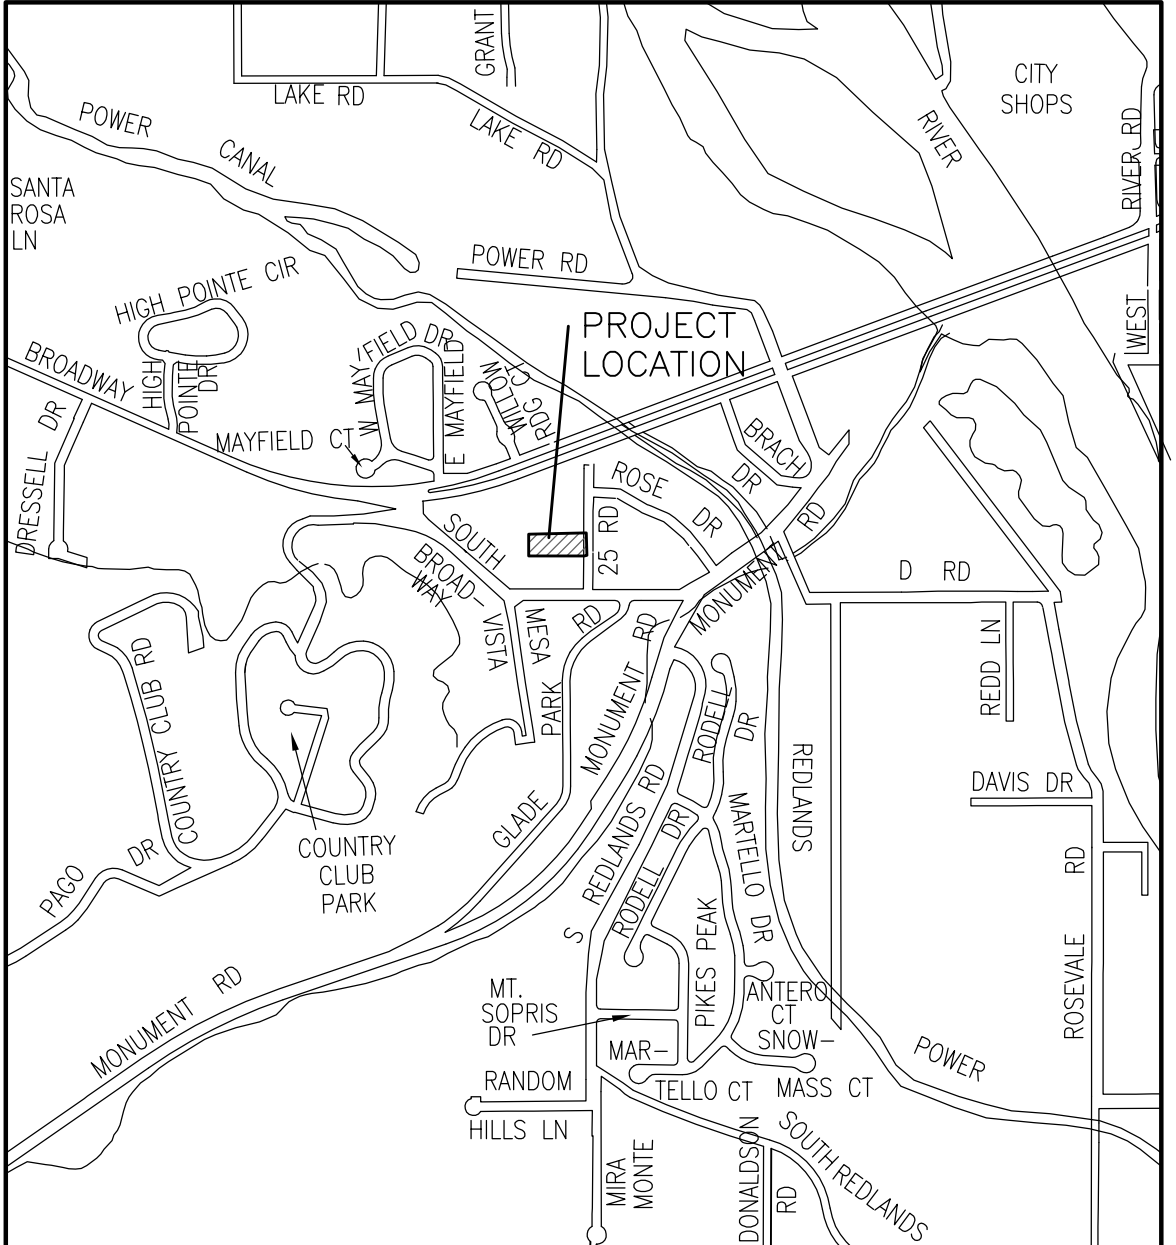 GRANT
LAKE RD
LAKE RD
CITY
SHOPS
POWER
CANAL
RIVER
RIVER RD
SANTA
ROSA
LN
POWER RD
HIGH POINTE CIR
WEST
PROJECT
LOCATION
BROADWAY
HIGH
POINTE
DR
W MAYFIELD DR
E MAYFIELD
WILLOW
RDG CT
MAYFIELD CT
DRESSELL DR
BRACH
DR
ROSE
DR
25 RD
RD
SOUTH
BROAD-
WAY
VISTA
MESA
PARK
RD
MONUMENT
D RD
REDD LN
COUNTRY CLUB RD
MONUMENT RD
RODELL
DR
REDLANDS
DAVIS DR
GLADE
S REDLANDS RD
RODELL DR
MARTELLO DR
COUNTRY
CLUB
PARK
PAGO DR
PIKES PEAK
ROSEVALE RD
MONUMENT RD
MT.
SOPRIS
DR
ANTERO
CT
SNOW-
MASS CT
MAR-
TELLO CT
POWER
RANDOM
HILLS LN
MIRA
MONTE
DONALDSON
RD
SOUTH REDLANDS